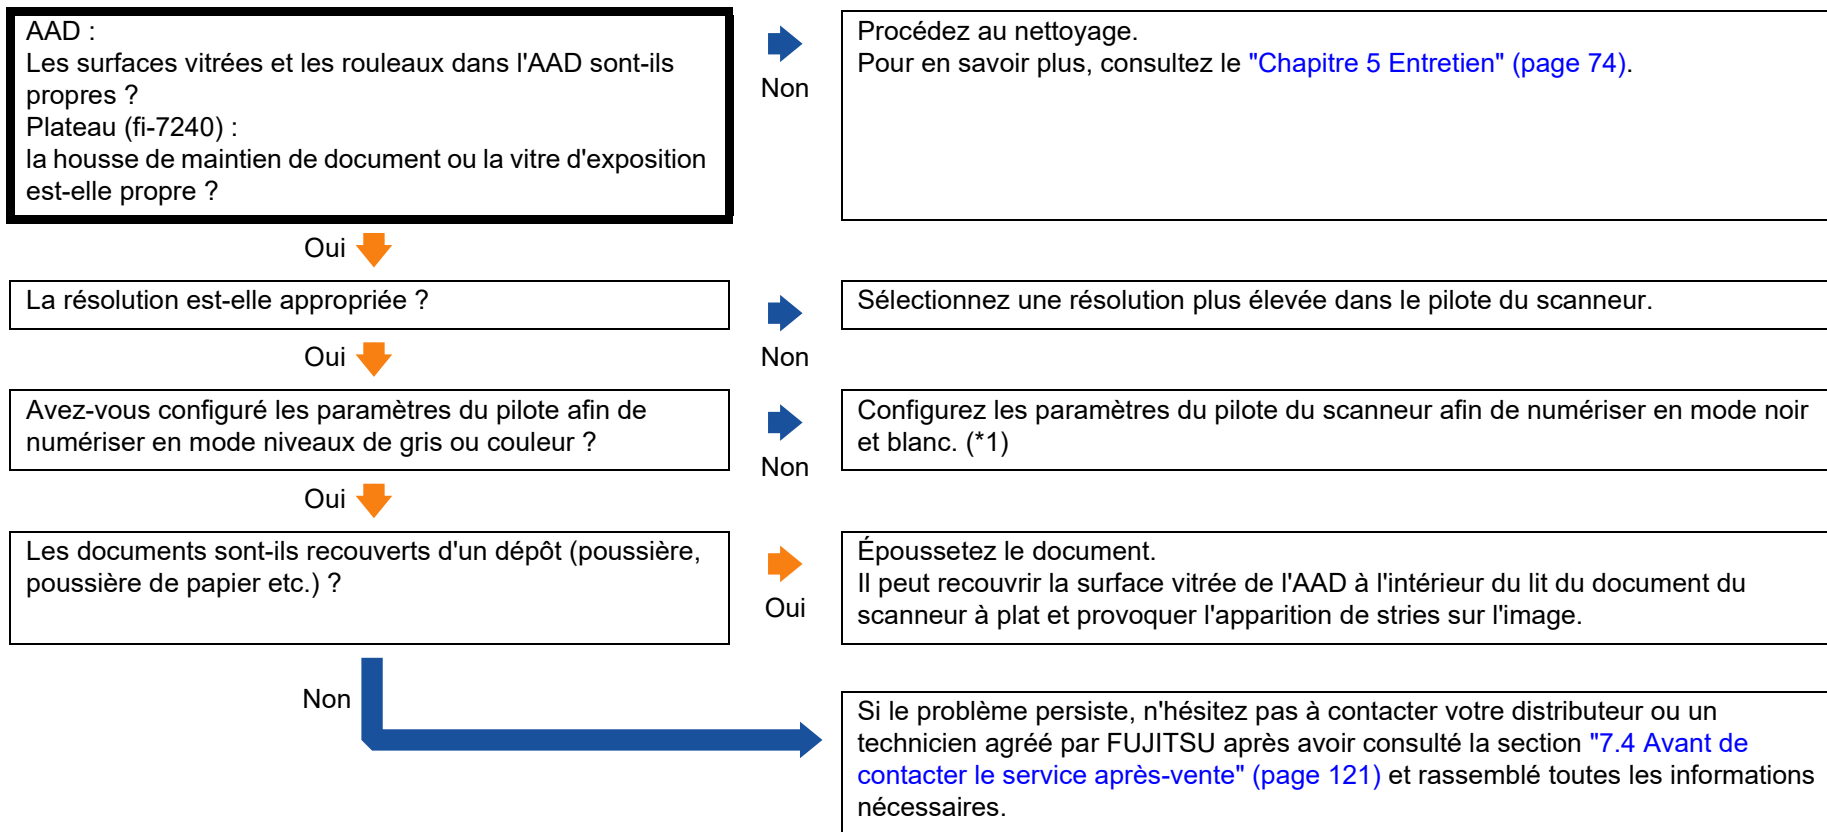 AAD :
Les surfaces vitrées et les rouleaux dans l'AAD sont-ils
propres ?
Plateau (fi-7240) :
la housse de maintien de document ou la vitre d'exposition
est-elle propre ?
Non
Procédez au nettoyage.
Pour en savoir plus, consultez le "Chapitre 5 Entretien" (page 74).
Oui
La résolution est-elle appropriée ?
Non
Sélectionnez une résolution plus élevée dans le pilote du scanneur.
Oui
Avez-vous configuré les paramètres du pilote afin de
numériser en mode niveaux de gris ou couleur ?
Non
Configurez les paramètres du pilote du scanneur afin de numériser en mode noir
et blanc. (*1)
Oui
Les documents sont-ils recouverts d'un dépôt (poussière,
poussière de papier etc.) ?
Oui
Époussetez le document.
Il peut recouvrir la surface vitrée de l'AAD à l'intérieur du lit du document du
scanneur à plat et provoquer l'apparition de stries sur l'image.
Non
Si le problème persiste, n'hésitez pas à contacter votre distributeur ou un
technicien agréé par FUJITSU après avoir consulté la section "7.4 Avant de
contacter le service après-vente" (page 121) et rassemblé toutes les informations
nécessaires.